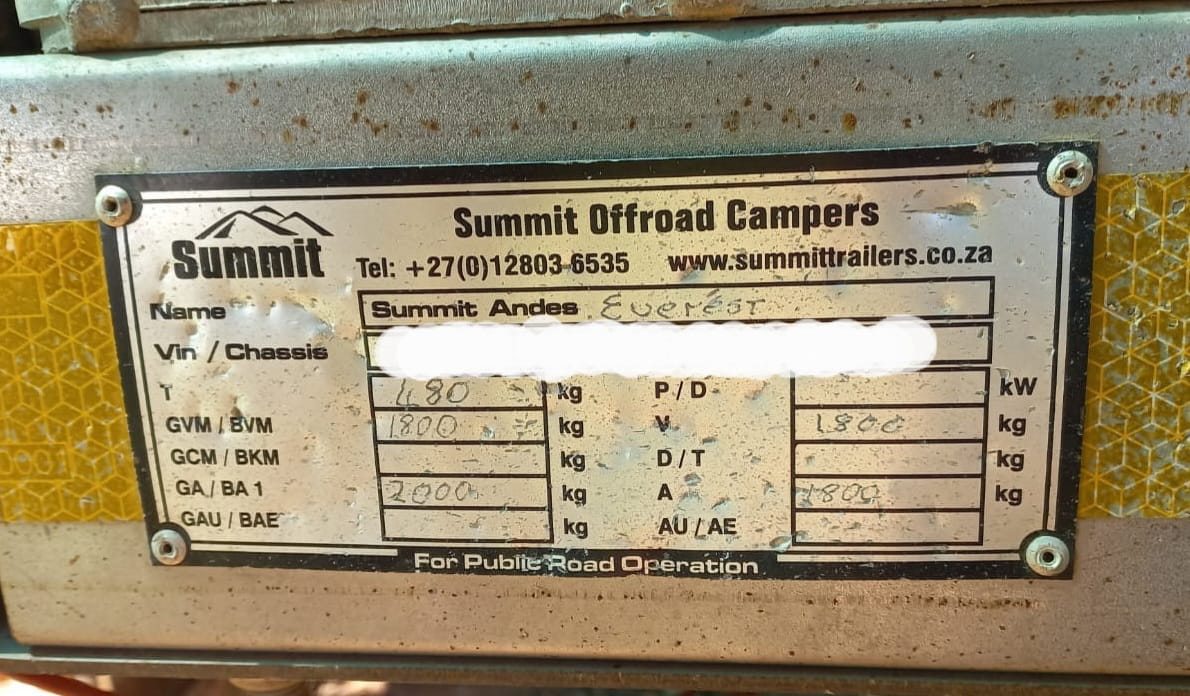 Summit
Summit Offroad Campers
Tel: +27(0)12803-6535 www.summittrailers.co.za
Name Summit Andes Everest
Vin / Chassis
T 480 kg P / D kW
GVM / BVM 1800 kg V 1800 kg
GCM / BKM kg D / T kg
GA / BA 1 2000 kg A 1800 kg
GAU / BAE kg AU / AE
For Public Road Operation